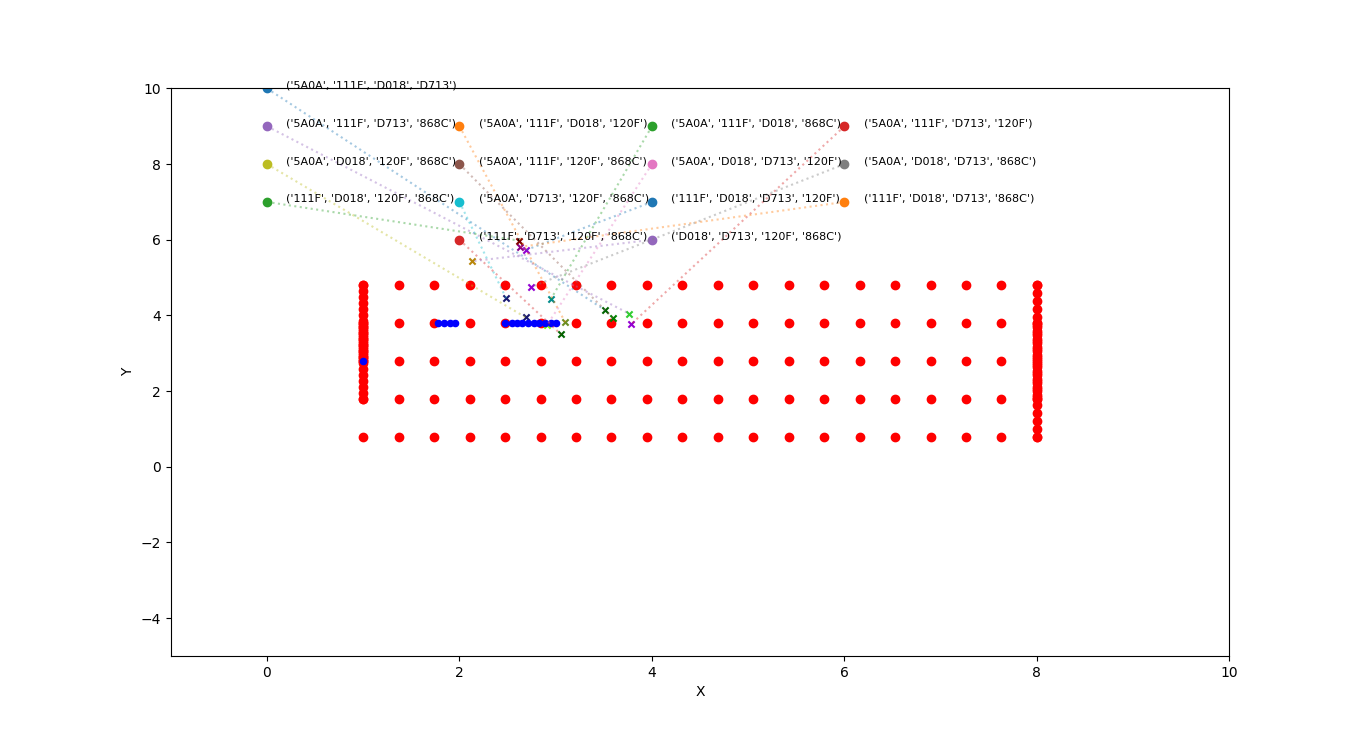 ('5A0A', '111F', 'D018', 'D713')
10
('5A0A', '111F', 'D713', '868C') ('5A0A', '111F', 'D018', '120F') ('5A0A', '111F', 'D018', '868C') ('5A0A', '111F', 'D713', '120F')
8 ('5A0A', 'D018', '120F', '868C') ('5A0A', '111F', '120F', '868C') ('5A0A', 'D018', 'D713', '120F') ('5A0A', 'D018', 'D713', '868C')
('111F', 'D018', '120F', '868C') ('5A0A', 'D713', '120F', '868C') ('111F', 'D018', 'D713', '120F') ('111F', 'D018', 'D713', '868C')
6 ('111F', 'D713', '120F', '868C') ('D018', 'D713', '120F', '868C')
4
Y
2
0
−2
−4
0 2 4 6 8 10
X